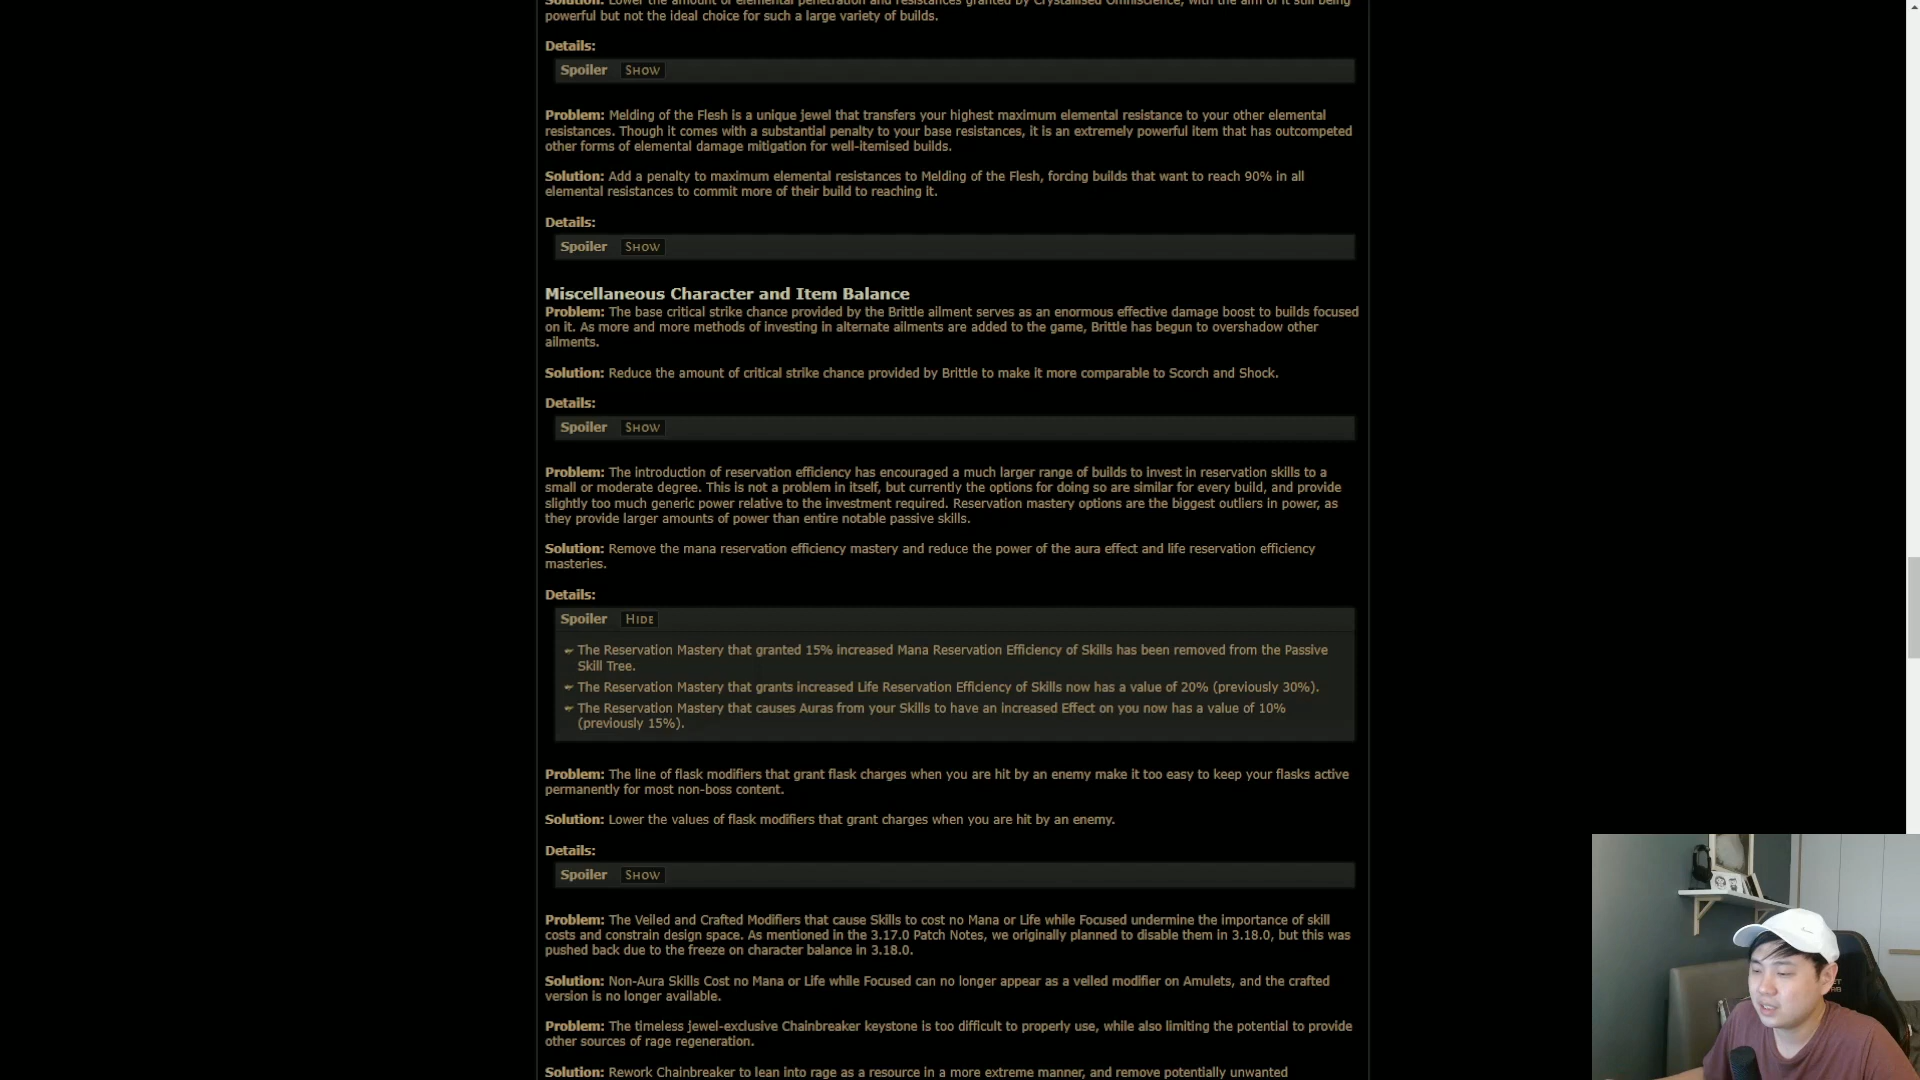 Solution: Lower the amount of elemental penetration and resistances granted by Crystallised Omniscience, with the aim of it still being
powerful but not the ideal choice for such a large variety of builds.
Details:
Spoiler SHOW
Problem: Melding of the Flesh is a unique jewel that transfers your highest maximum elemental resistance to your other elemental
resistances. Though it comes with a substantial penalty to your base resistances, it is an extremely powerful item that has outcompeted
other forms of elemental damage mitigation for well-itemised builds.
Solution: Add a penalty to maximum elemental resistances to Melding of the Flesh, forcing builds that want to reach 90% in all
elemental resistances to commit more of their build to reaching it.
Details:
Spoiler SHOW
Miscellaneous Character and Item Balance
Problem: The base critical strike chance provided by the Brittle ailment serves as an enormous effective damage boost to builds focused
on it. As more and more methods of investing in alternate ailments are added to the game, Brittle has begun to overshadow other
ailments.
Solution: Reduce the amount of critical strike chance provided by Brittle to make it more comparable to Scorch and Shock.
Details:
Spoiler SHOW
Problem: The introduction of reservation efficiency has encouraged a much larger range of builds to invest in reservation skills to a
small or moderate degree. This is not a problem in itself, but currently the options for doing so are similar for every build, and provide
slightly too much generic power relative to the investment required. Reservation mastery options are the biggest outliers in power, as
they provide larger amounts of power than entire notable passive skills.
Solution: Remove the mana reservation efficiency mastery and reduce the power of the aura effect and life reservation efficiency
masteries.
Details:
Spoiler HIDE
The Reservation Mastery that granted 15% increased Mana Reservation Efficiency of Skills has been removed from the Passive
Skill Tree.
The Reservation Mastery that grants increased Life Reservation Efficiency of Skills now has a value of 20% (previously 30%).
The Reservation Mastery that causes Auras from your Skills to have an increased Effect on you now has a value of 10%
(previously 15%).
Problem: The line of flask modifiers that grant flask charges when you are hit by an enemy make it too easy to keep your flasks active
permanently for most non-boss content.
Solution: Lower the values of flask modifiers that grant charges when you are hit by an enemy.
Details:
Spoiler SHOW
Problem: The Veiled and Crafted Modifiers that cause Skills to cost no Mana or Life while Focused undermine the importance of skill
costs and constrain design space. As mentioned in the 3.17.0 Patch Notes, we originally planned to disable them in 3.18.0, but this was
pushed back due to the freeze on character balance in 3.18.0.
Solution: Non-Aura Skills Cost no Mana or Life while Focused can no longer appear as a veiled modifier on Amulets, and the crafted
version is no longer available.
Problem: The timeless jewel-exclusive Chainbreaker keystone is too difficult to properly use, while also limiting the potential to provide
other sources of rage regeneration.
Solution: Rework Chainbreaker to lean into rage as a resource in a more extreme manner, and remove potentially unwanted